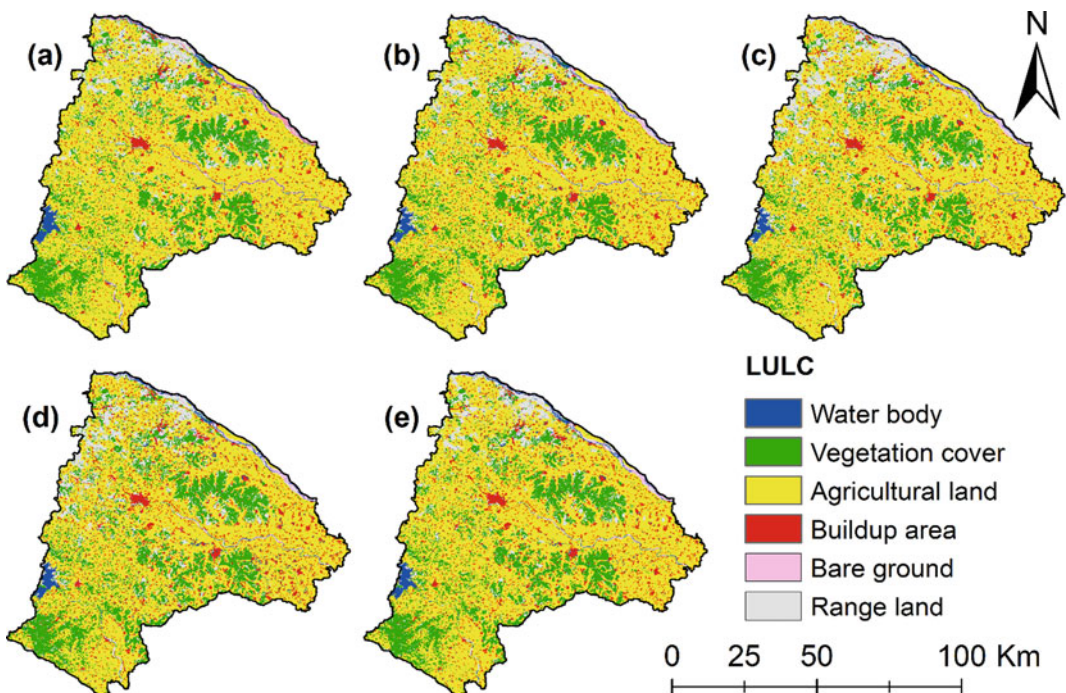 (a)
(b)
(c)
N
(d)
(e)
LULC
Water body
Vegetation cover
Agricultural land
Buildup area
Bare ground
Range land
0 25 50 100 Km